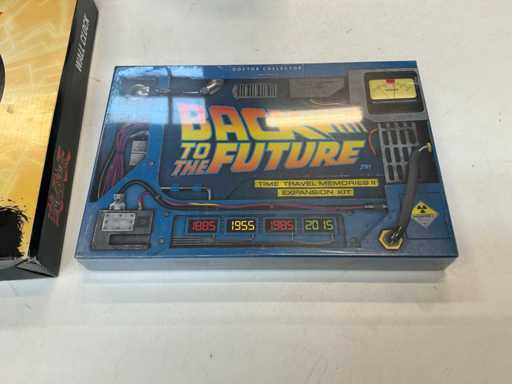 DOCTOR COLLECTOR
BACK
TO THE
FUTURE
TIME TRAVEL MEMORIES II
EXPANSION KIT
1885
1955
1985
2015
WALL CLOCK